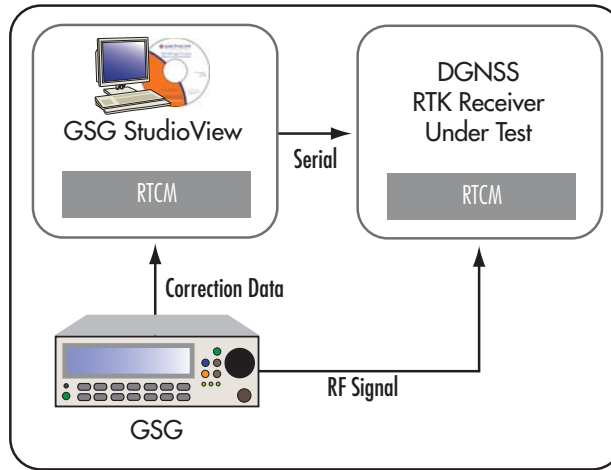 GSG StudioView
RTCM
DGNSS
RTK Receiver
Under Test
RTCM
Serial
Correction Data
RF Signal
GSG